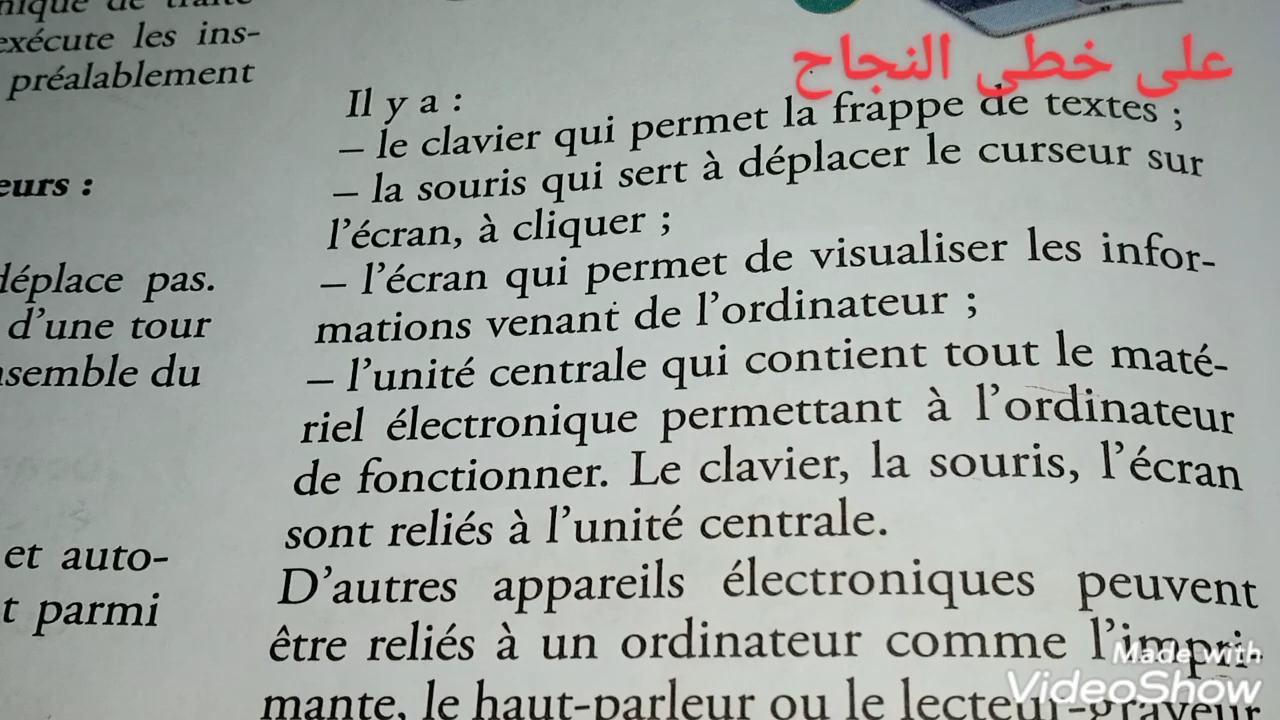 nique de traite
exécute les ins-
préalablement
eurs :
déplace pas.
d'une tour
nsemble du
et auto-
t parmi
على خطى النجاح
Il y a :
– le clavier qui permet la frappe de textes ;
– la souris qui sert à déplacer le curseur sur
l'écran, à cliquer ;
– l'écran qui permet de visualiser les infor-
mations venant de l'ordinateur ;
– l'unité centrale qui contient tout le maté-
riel électronique permettant à l'ordinateur
de fonctionner. Le clavier, la souris, l'écran
sont reliés à l'unité centrale.
D'autres appareils électroniques peuvent
être reliés à un ordinateur comme l'impri-
mante, le haut-parleur ou le lecteur-graveur
Made with
VideoShow